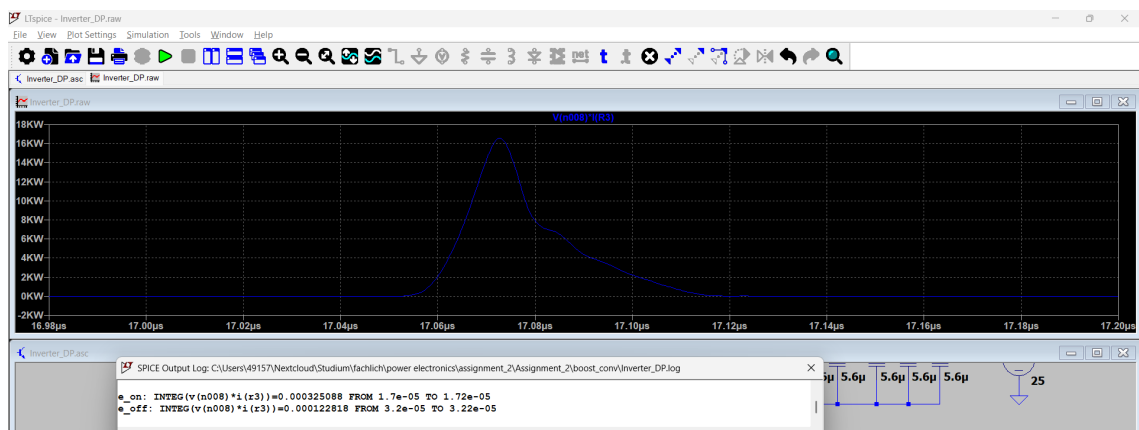 LTspice - Inverter_DP.raw
File View Plot Settings Simulation Tools Window Help
Inverter_DP.asc Inverter_DP.raw
Inverter_DP.raw
V(n008)*I(R3)
18KW
16KW
14KW
12KW
10KW
8KW
6KW
4KW
2KW
0KW
-2KW
16.98µs 17.00µs 17.02µs 17.04µs 17.06µs 17.08µs 17.10µs 17.12µs 17.14µs 17.16µs 17.18µs 17.20µs
Inverter_DP.asc
SPICE Output Log: C:\Users\49157\Nextcloud\Studium\fachlich\power electronics\assignment_2\Assignment_2\boost_conv\Inverter_DP.log
e_on: INTEG(v(n008)*i(r3))=0.000325088 FROM 1.7e-05 TO 1.72e-05
e_off: INTEG(v(n008)*i(r3))=0.000122818 FROM 3.2e-05 TO 3.22e-05
5.6µ 5.6µ 5.6µ 5.6µ
25